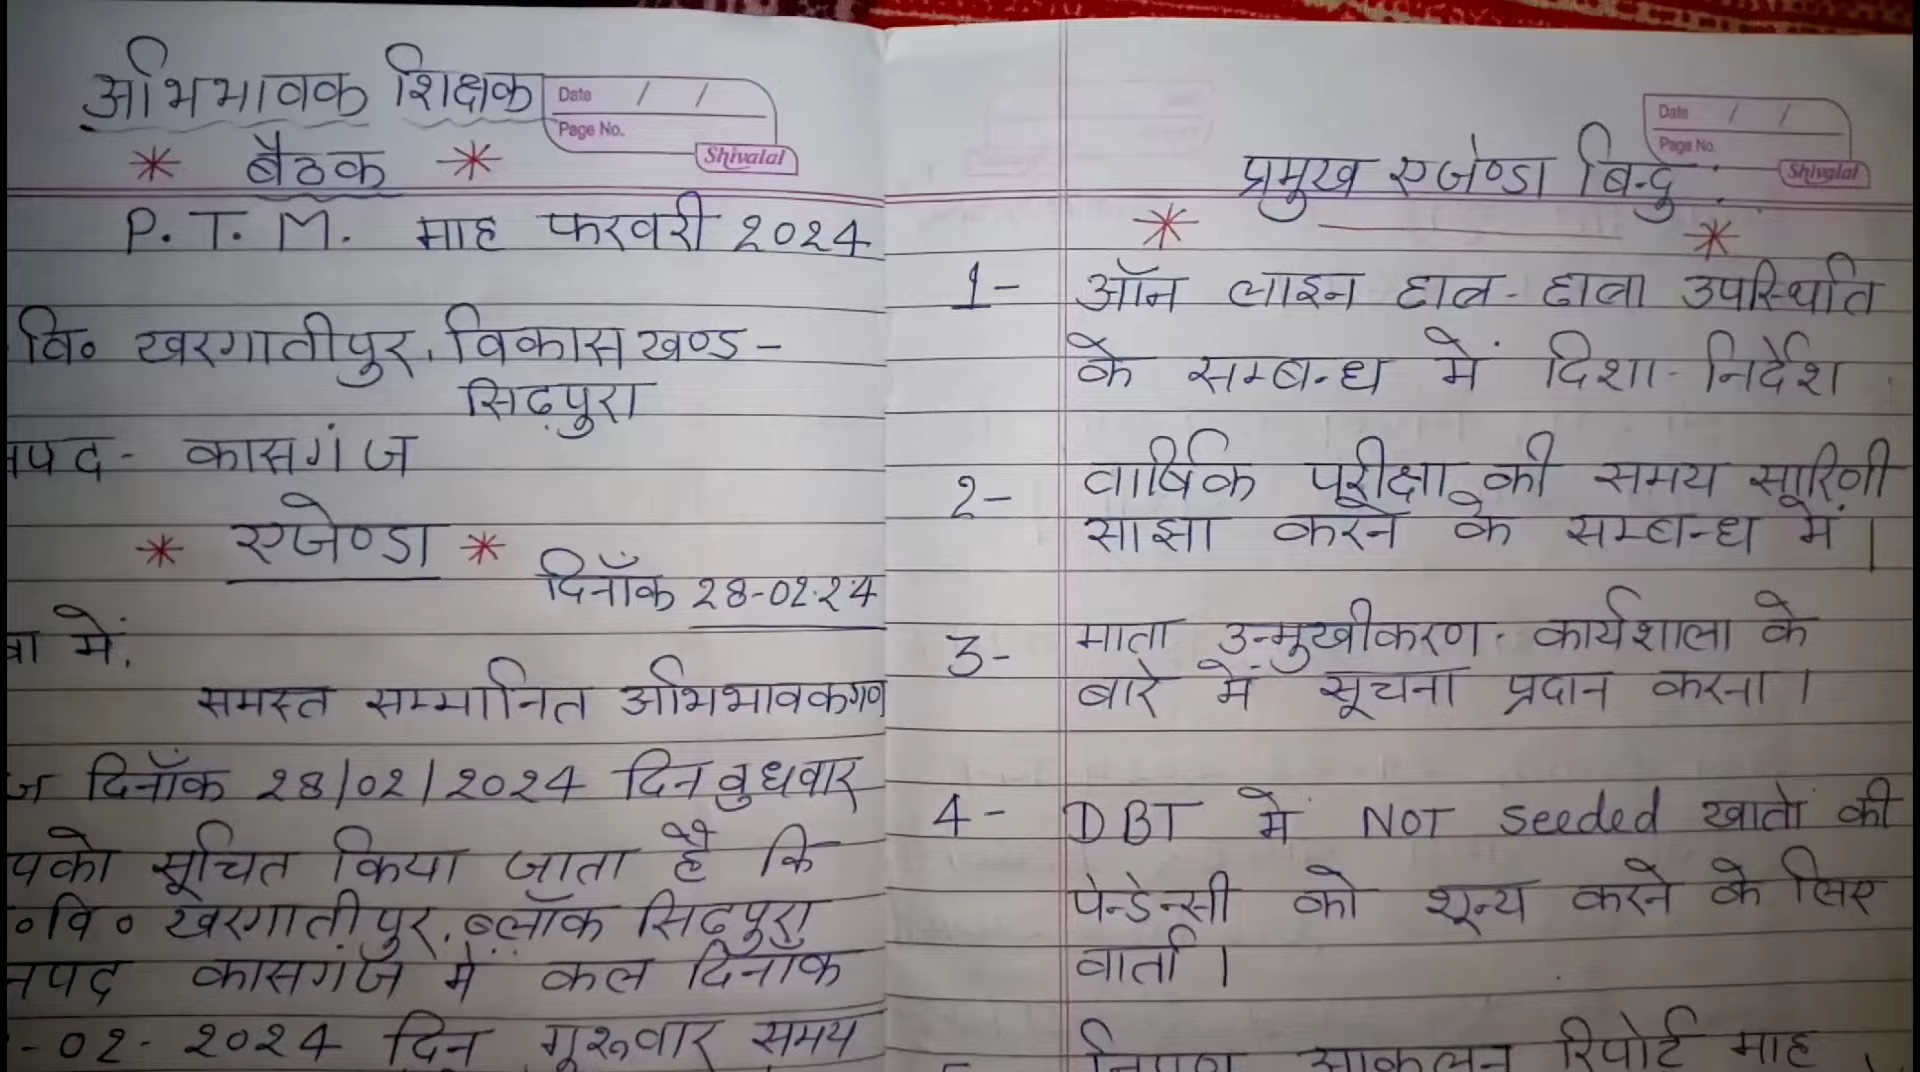 अभिभावक शिक्षक
* बैठक *
Date / /
Page No.
Shivalal
P. T. M. माह फरवरी 2024
वि० खरगातीपुर, विकास खण्ड -
सिढ़पुरा
नपद - कासगंज
* एजेण्डा *
दिनाँक 28-02-24
वा में,
समस्त सम्मानित अभिभावकगण
ज दिनाँक 28/02/2024 दिन बुधवार
पको सूचित किया जाता है कि
०वि० खरगातीपुर, ब्लॉक सिढ़पुरा
नपद कासगंज में कल दिनांक
-02-2024 दिन गुरूवार समय
Date / /
Page No.
Shivalal
प्रमुख एजेण्डा बिन्दु :
* *
1- ऑन लाइन छात्र - छात्रा उपस्थिति
के सम्बन्ध में दिशा-निर्देश
2- वार्षिक परीक्षा की समय सारिणी
साझा करने के सम्बन्ध में।
3- माता उन्मुखीकरण कार्यशाला के
बारे में सूचना प्रदान करना।
4- DBT में NOT Seeded खातों की
पेन्डेन्सी को शून्य करने के लिए
वार्ता।
निपुण आकलन रिपोर्ट माह